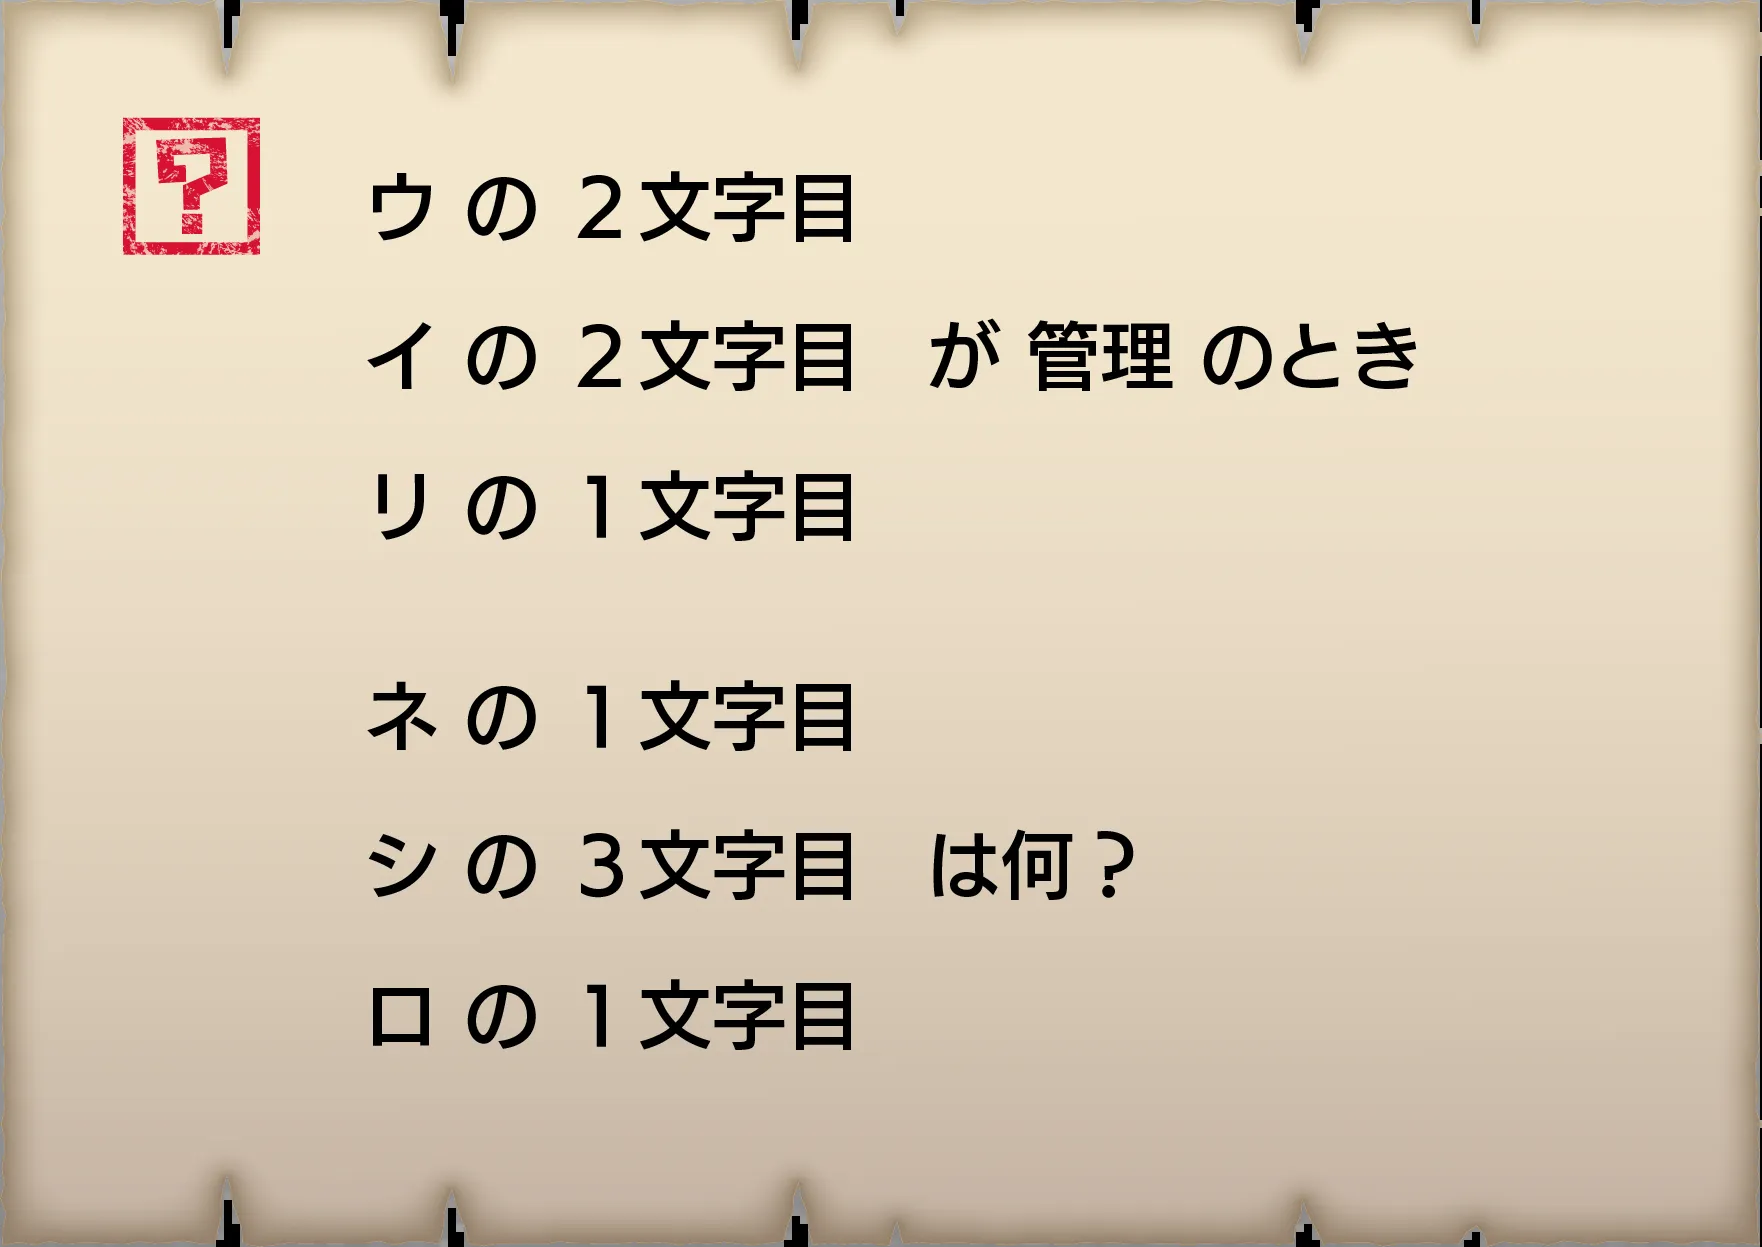 ?
ウ の 2文字目
イ の 2文字目 が 管理 のとき
リ の 1文字目
ネ の 1文字目
シ の 3文字目 は何？
ロ の 1文字目